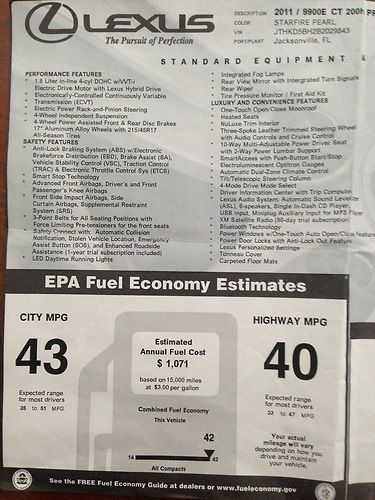 LEXUS
The Pursuit of Perfection
DESCRIPTION 2011 / 9900E CT 200h PR
COLOR STARFIRE PEARL
VIN JTHKD5BH2B2029843
PORT/PLANT Jacksonville, FL
STANDARD EQUIPMENT &
PERFORMANCE FEATURES
* 1.8 Liter in-line 4-cyl DOHC w/VVT-i
Electric Drive Motor with Lexus Hybrid Drive
* Electronically-Controlled Continuously Variable
Transmission (ECVT)
* Electric Power Rack-and-Pinion Steering
* 4-Wheel Independent Suspension
* 4-Wheel Power Assisted Front & Rear Disc Brakes
* 17" Aluminum Alloy Wheels with 215/45R17
All-Season Tires
SAFETY FEATURES
* Anti-Lock Braking System (ABS) w/Electronic
Brakeforce Distribution (EBD), Brake Assist (BA),
Vehicle Stability Control (VSC), Traction Control
(TRAC) & Electronic Throttle Control Sys (ETCS)
* Smart Stop Technology
* Advanced Front Airbags, Driver's and Front
Passenger's Knee Airbags
* Front Side Impact Airbags, Side
Curtain Airbags, Supplemental Restraint
System (SRS)
* 3-Point Belts for All Seating Positions with
Force Limiting Pre-tensioners for the front seats
* Safety Connect with: Automatic Collision
Notification, Stolen Vehicle Location, Emergency
Assist Button (SOS), and Enhanced Roadside
Assistance (1-year trial subscription included)
* LED Daytime Running Lights
* Integrated Fog Lamps
* Rear View Mirror with Intergrated Turn Signals
* Rear Wiper
* Tire Pressure Monitor / First Aid Kit
LUXURY AND CONVENIENCE FEATURES
* One-Touch Open/Close Moonroof
* Heated Seats
* NuLuxe Trim Interior
* Three-Spoke Leather Trimmed Steering Wheel
with Audio Controls and Cruise Control
* 10-Way Multi-Adjustable Power Driver Seat
with 2-Way Power Lumbar Support
* SmartAccess with Push-Button Start/Stop
* Electroluminescent Optitron Gauges
* Automatic Dual-Zone Climate Control
* Tilt/Telescoping Steering Column
* 4-Mode Drive Mode Select
* Driver Information Center with Trip Computer
* Lexus Audio System: Automatic Sound Levelizer
(ASL), 6-speakers, Single In-Dash CD Player,
USB Input, Miniplug Auxiliary Input for MP3 Player
* XM Satellite Radio (90-day trial subscription)
* Bluetooth Technology
* Power Windows w/One-Touch Auto Open/Close Feature
* Power Door Locks with Anti-Lock Out Feature
* Lexus Personalized Settings
* Tonneau Cover
* Carpeted Floor Mats
EPA Fuel Economy Estimates
CITY MPG
43
Expected range
for most drivers
35 to 51 MPG
Estimated
Annual Fuel Cost
$ 1,071
based on 15,000 miles
at $3.00 per gallon
Combined Fuel Economy
This Vehicle
42
14
42
All Compacts
HIGHWAY MPG
40
Expected range
for most drivers
33 to 47 MPG
Your actual
mileage will vary
depending on how you
drive and maintain
your vehicle.
See the FREE Fuel Economy Guide at dealers or www.fueleconomy.gov